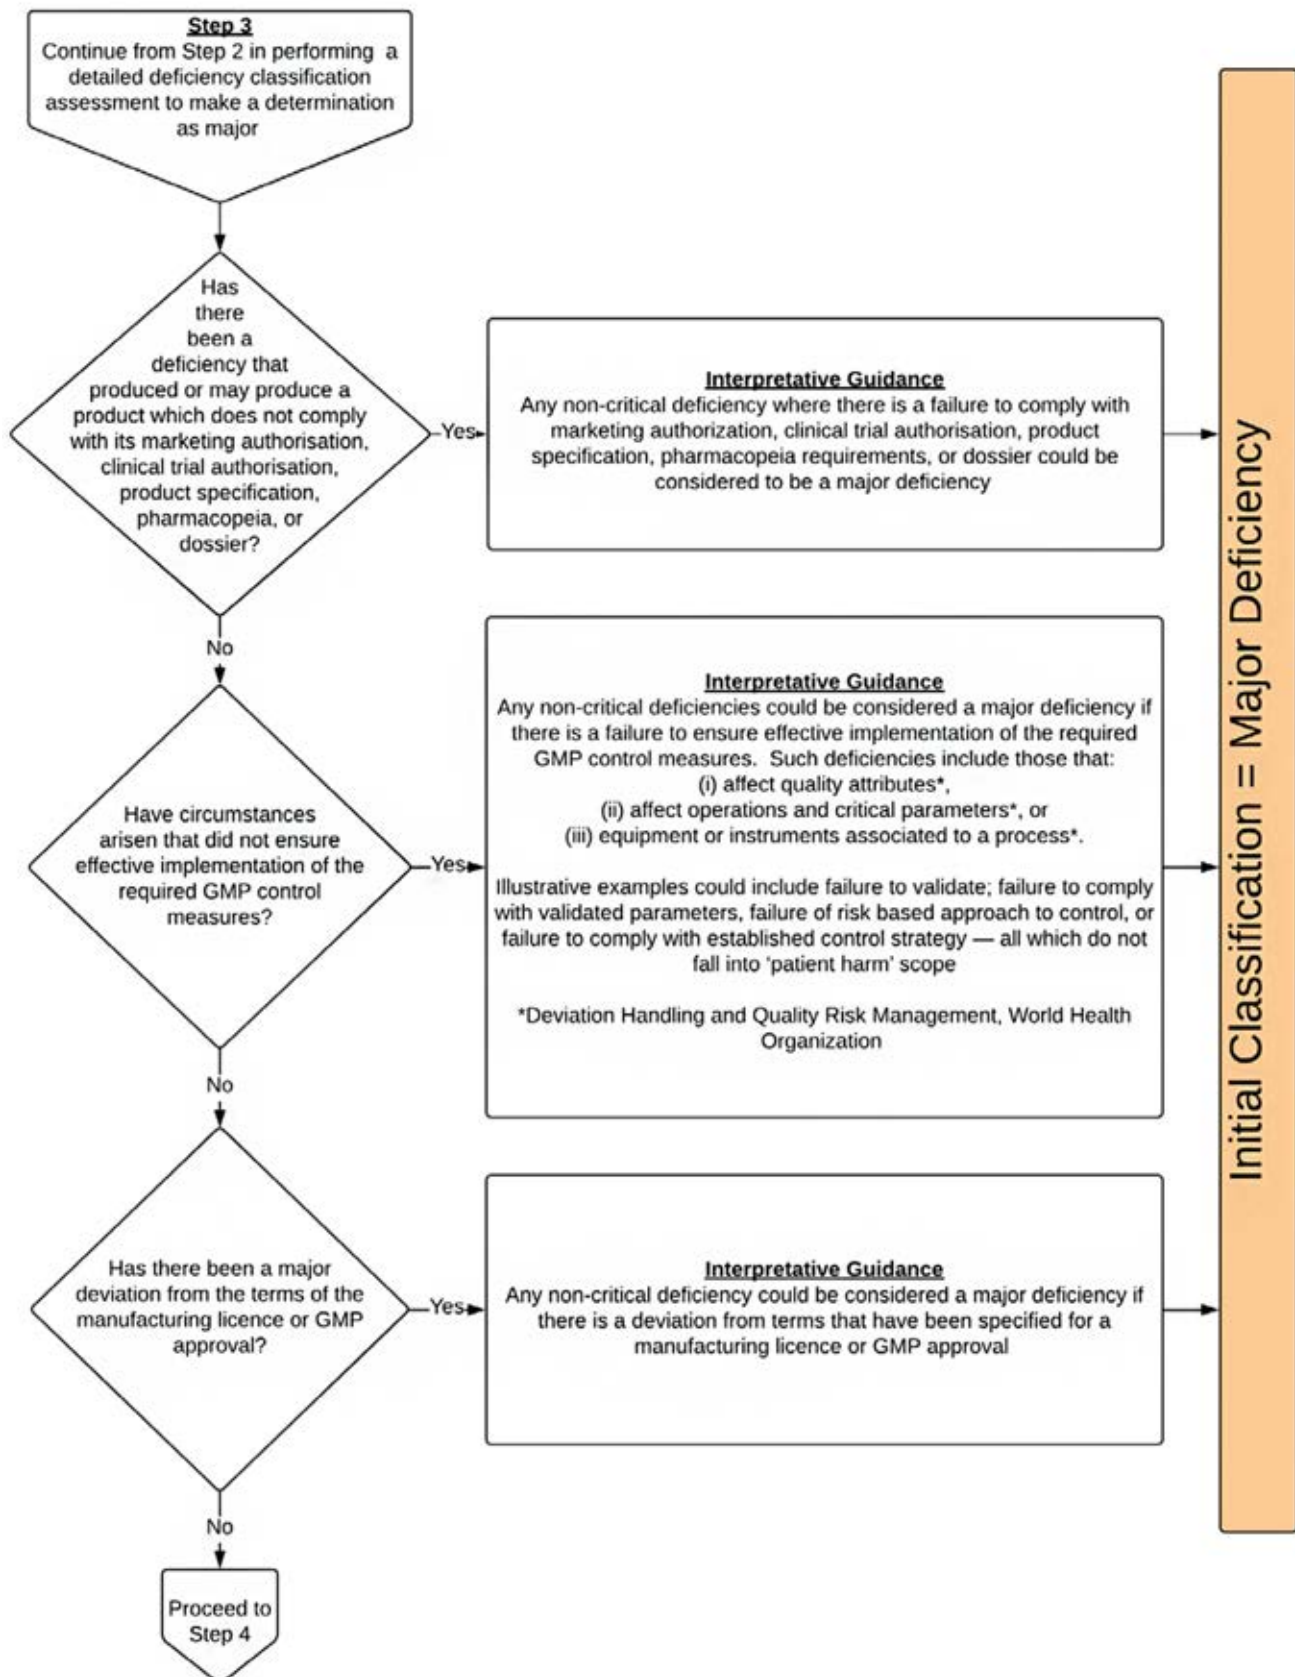 Step 3
Continue from Step 2 in performing a
detailed deficiency classification
assessment to make a determination
as major
Has
there
been a
deficiency that
produced or may produce a
product which does not comply
with its marketing authorisation,
clinical trial authorisation,
product specification,
pharmacopeia, or
dossier?
Yes
Interpretative Guidance
Any non-critical deficiency where there is a failure to comply with
marketing authorization, clinical trial authorisation, product
specification, pharmacopeia requirements, or dossier could be
considered to be a major deficiency
No
Have circumstances
arisen that did not ensure
effective implementation of the
required GMP control
measures?
Yes
Interpretative Guidance
Any non-critical deficiencies could be considered a major deficiency if
there is a failure to ensure effective implementation of the required
GMP control measures. Such deficiencies include those that:
(i) affect quality attributes*,
(ii) affect operations and critical parameters*, or
(iii) equipment or instruments associated to a process*.
Illustrative examples could include failure to validate; failure to comply
with validated parameters, failure of risk based approach to control, or
failure to comply with established control strategy — all which do not
fall into ‘patient harm’ scope
*Deviation Handling and Quality Risk Management, World Health
Organization
No
Has there been a major
deviation from the terms of the
manufacturing licence or GMP
approval?
Yes
Interpretative Guidance
Any non-critical deficiency could be considered a major deficiency if
there is a deviation from terms that have been specified for a
manufacturing licence or GMP approval
No
Proceed to
Step 4
Initial Classification = Major Deficiency